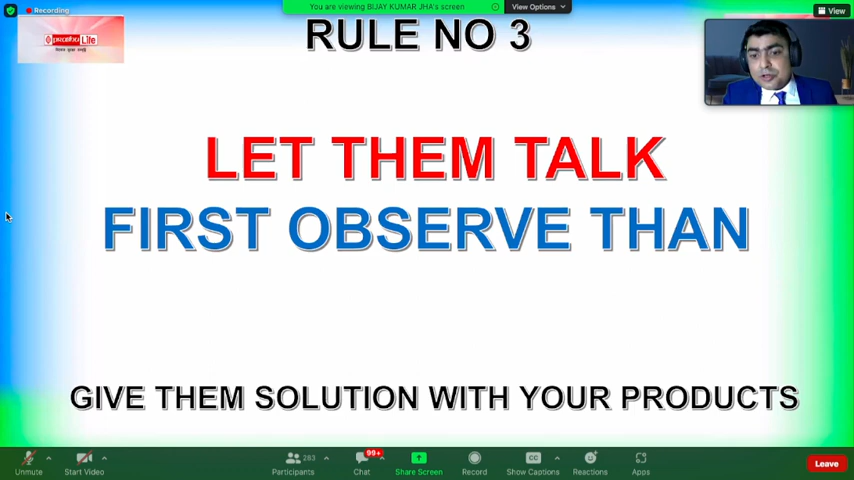 Recording
You are viewing BIJAY KUMAR JHA's screen
View Options
View
RULE NO 3
LET THEM TALK
FIRST OBSERVE THAN
GIVE THEM SOLUTION WITH YOUR PRODUCTS
Unmute
Start Video
283
Participants
99+
Chat
Share Screen
Record
CC
Show Captions
Reactions
Apps
Leave